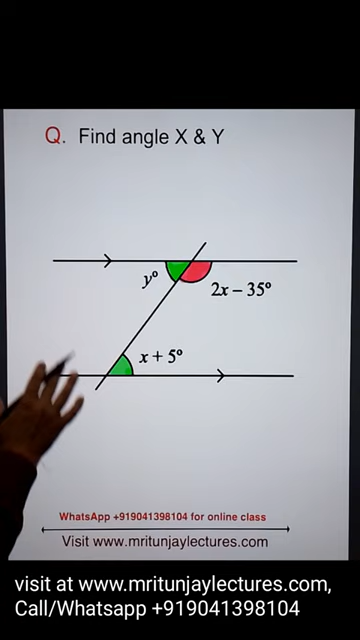 Q. Find angle X & Y
y°
2x – 35°
x + 5°
WhatsApp +919041398104 for online class
Visit www.mritunjaylectures.com
visit at www.mritunjaylectures.com,
Call/Whatsapp +919041398104